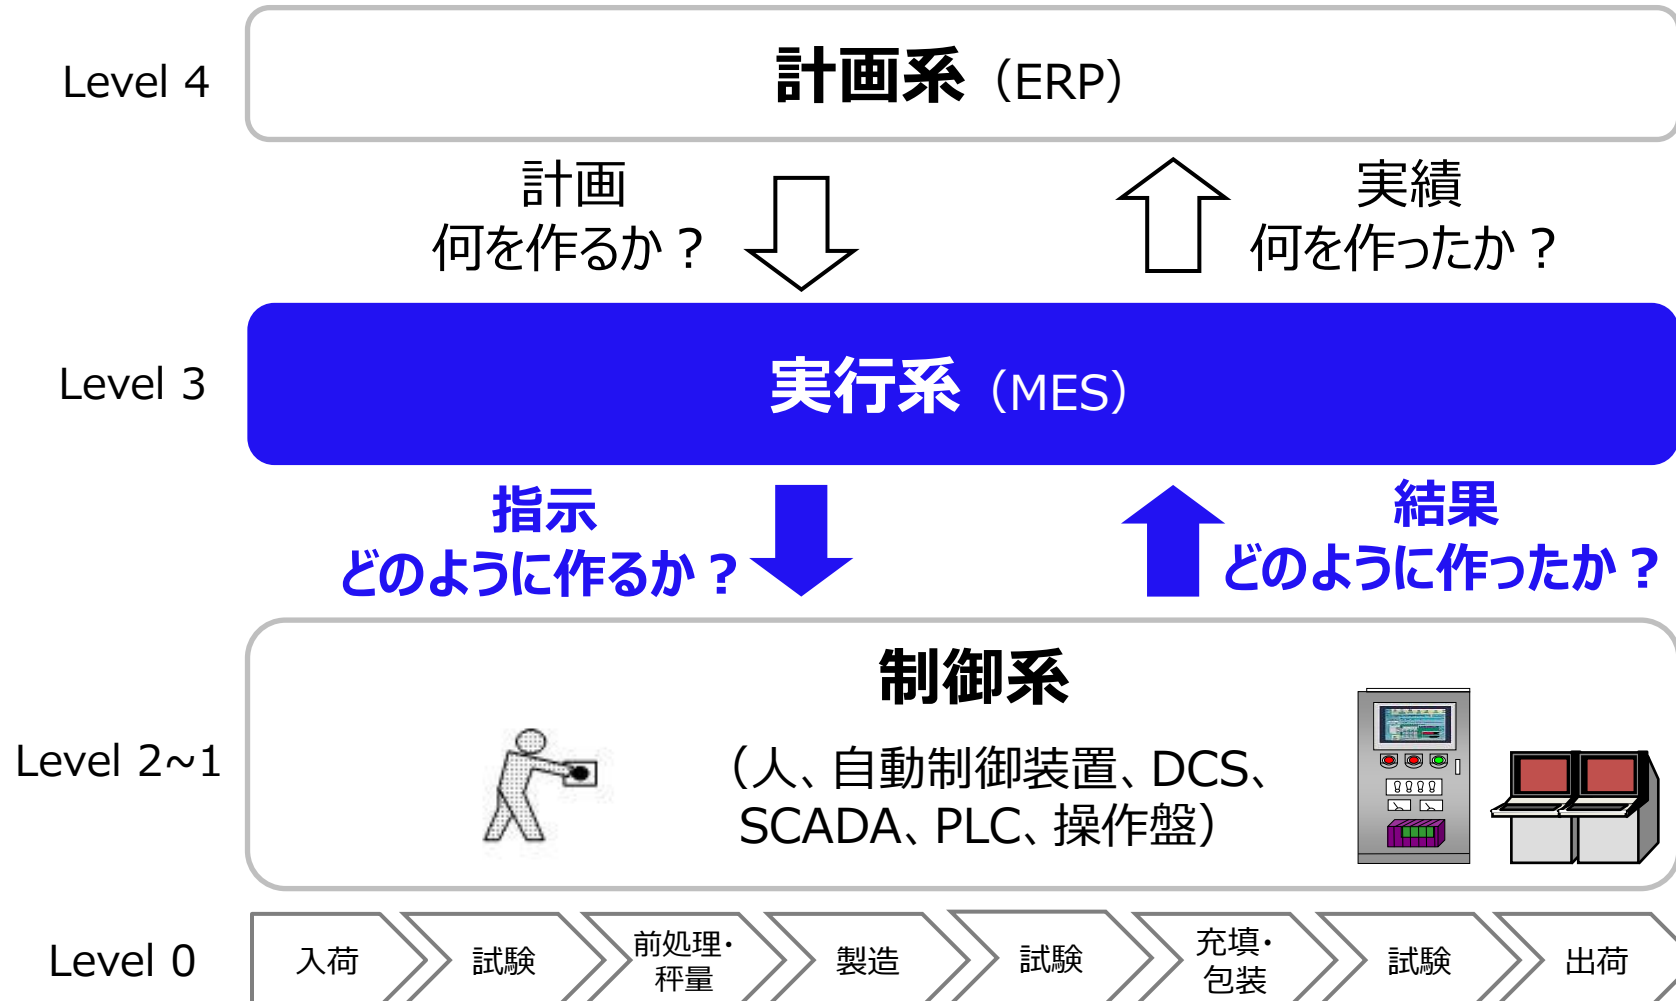 Level 4
計画系（ERP）
計画
何を作るか？
実績
何を作ったか？
Level 3
実行系（MES）
指示
どのように作るか？
結果
どのように作ったか？
制御系
Level 2~1
（人、自動制御装置、DCS、
SCADA、PLC、操作盤）
Level 0
入荷
試験
前処理・
秤量
製造
試験
充填・
包装
試験
出荷